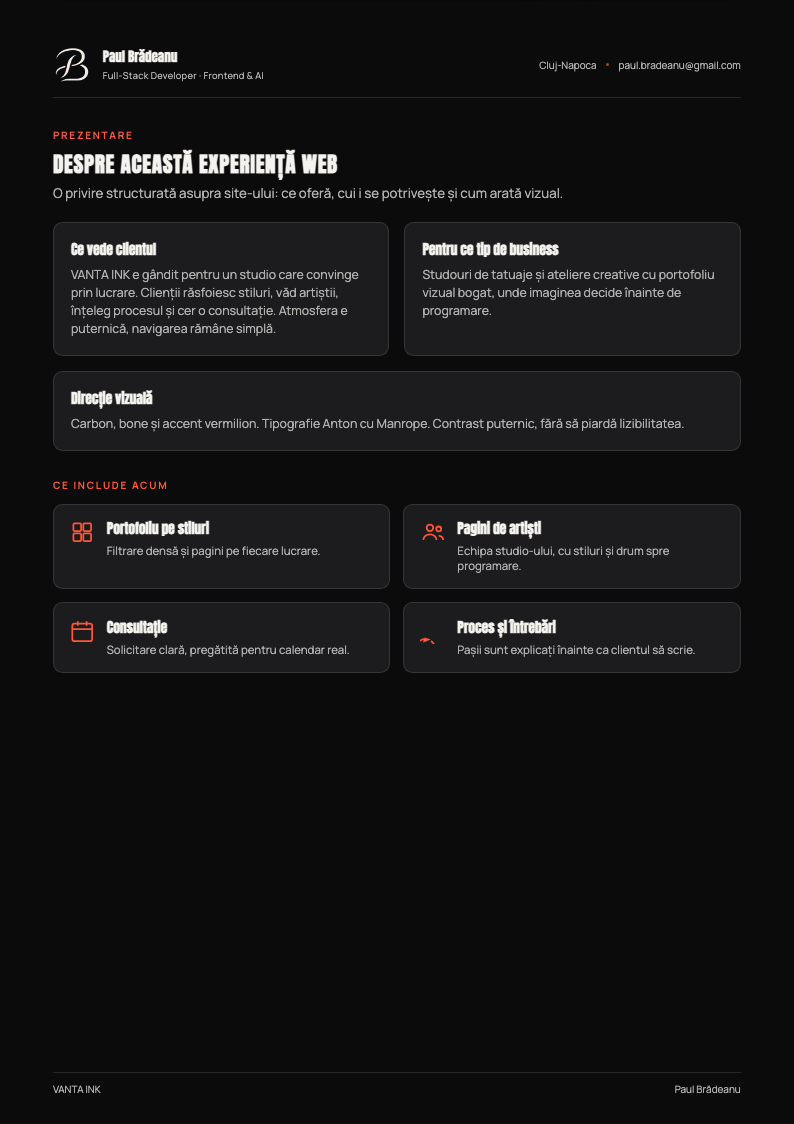 Paul Brădeanu
Full-Stack Developer · Frontend & AI
Cluj-Napoca • paul.bradeanu@gmail.com
PREZENTARE
DESPRE ACEASTĂ EXPERIENȚĂ WEB
O privire structurată asupra site-ului: ce oferă, cui i se potrivește și cum arată vizual.
Ce vede clientul
VANTA INK e gândit pentru un studio care convinge
prin lucrare. Clienții răsfoiesc stiluri, văd artiștii,
înțeleg procesul și cer o consultație. Atmosfera e
puternică, navigarea rămâne simplă.
Pentru ce tip de business
Studouri de tatuaje și ateliere creative cu portofoliu
vizual bogat, unde imaginea decide înainte de
programare.
Direcție vizuală
Carbon, bone și accent vermilion. Tipografie Anton cu Manrope. Contrast puternic, fără să piardă lizibilitatea.
CE INCLUDE ACUM
Portofoliu pe stiluri
Filtrare densă și pagini pe fiecare lucrare.
Pagini de artiști
Echipa studio-ului, cu stiluri și drum spre
programare.
Consultație
Solicitare clară, pregătită pentru calendar real.
Proces și întrebări
Pașii sunt explicați înainte ca clientul să scrie.
VANTA INK
Paul Brădeanu